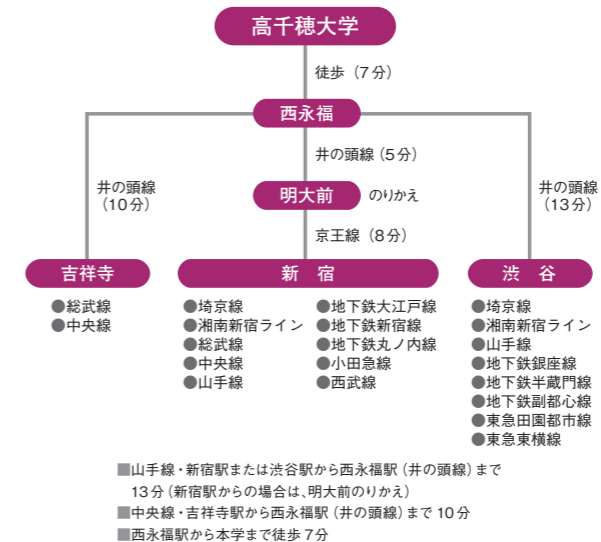 高千穂大学
徒歩（7分）
西永福
井の頭線（5分）
井の頭線
（10分）
井の頭線
（13分）
明大前 のりかえ
京王線（8分）
吉祥寺
●総武線
●中央線
新　宿
●埼京線
●湘南新宿ライン
●総武線
●中央線
●山手線
●地下鉄大江戸線
●地下鉄新宿線
●地下鉄丸ノ内線
●小田急線
●西武線
渋　谷
●埼京線
●湘南新宿ライン
●山手線
●地下鉄銀座線
●地下鉄半蔵門線
●地下鉄副都心線
●東急田園都市線
●東急東横線
■山手線・新宿駅または渋谷駅から西永福駅（井の頭線）まで
13分（新宿駅からの場合は、明大前のりかえ）
■中央線・吉祥寺駅から西永福駅（井の頭線）まで10分
■西永福駅から本学まで徒歩7分